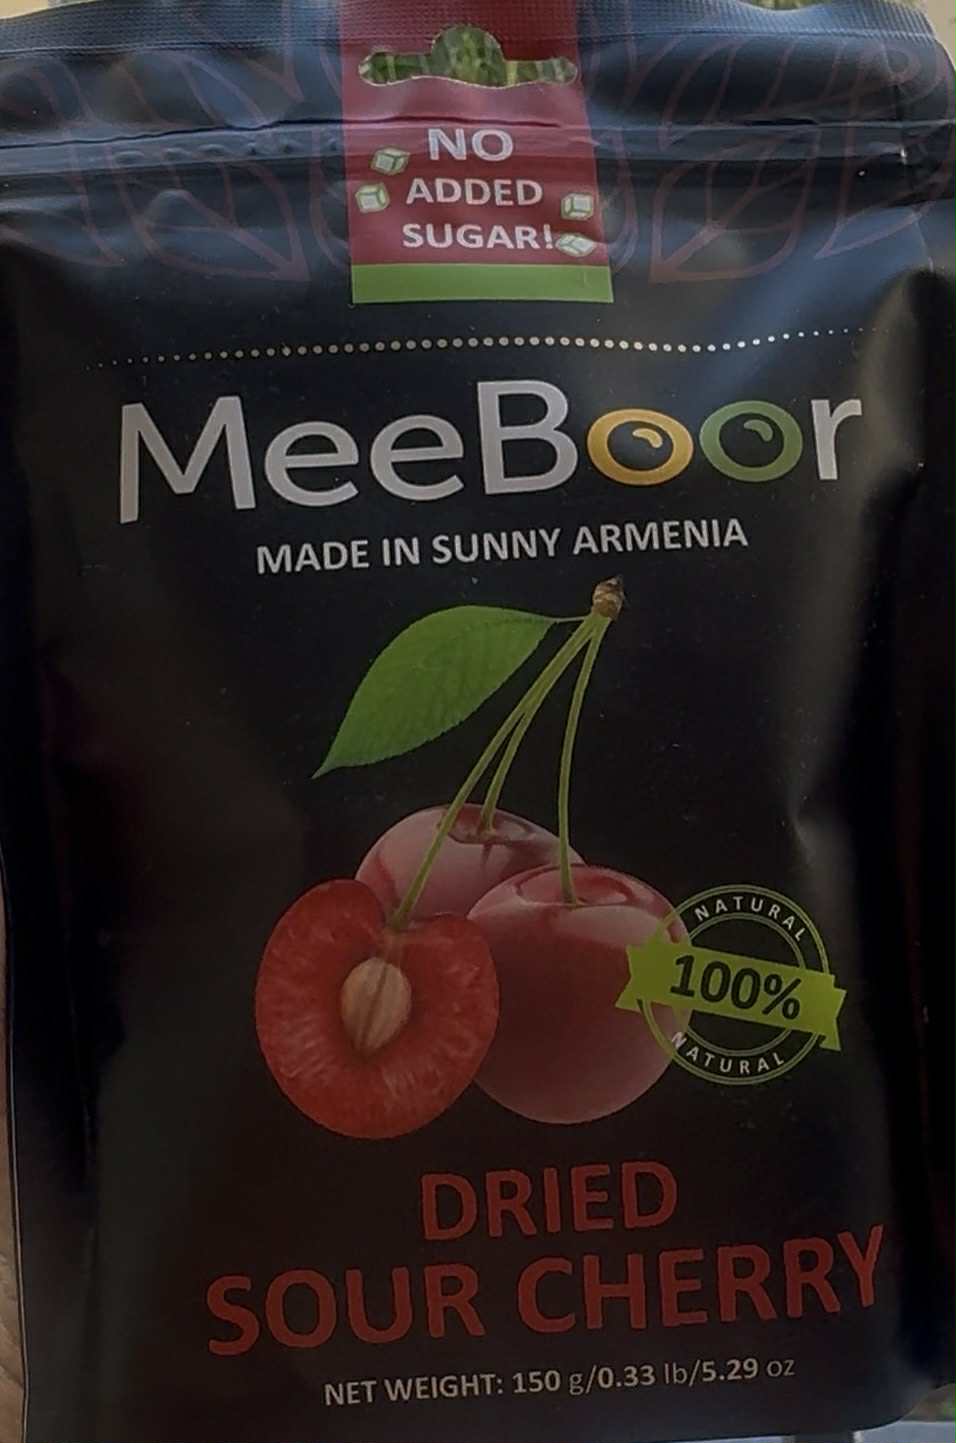 NO
ADDED
SUGAR!
MeeBoor
MADE IN SUNNY ARMENIA
NATURAL
100%
NATURAL
DRIED
SOUR CHERRY
NET WEIGHT: 150 g/0.33 lb/5.29 oz